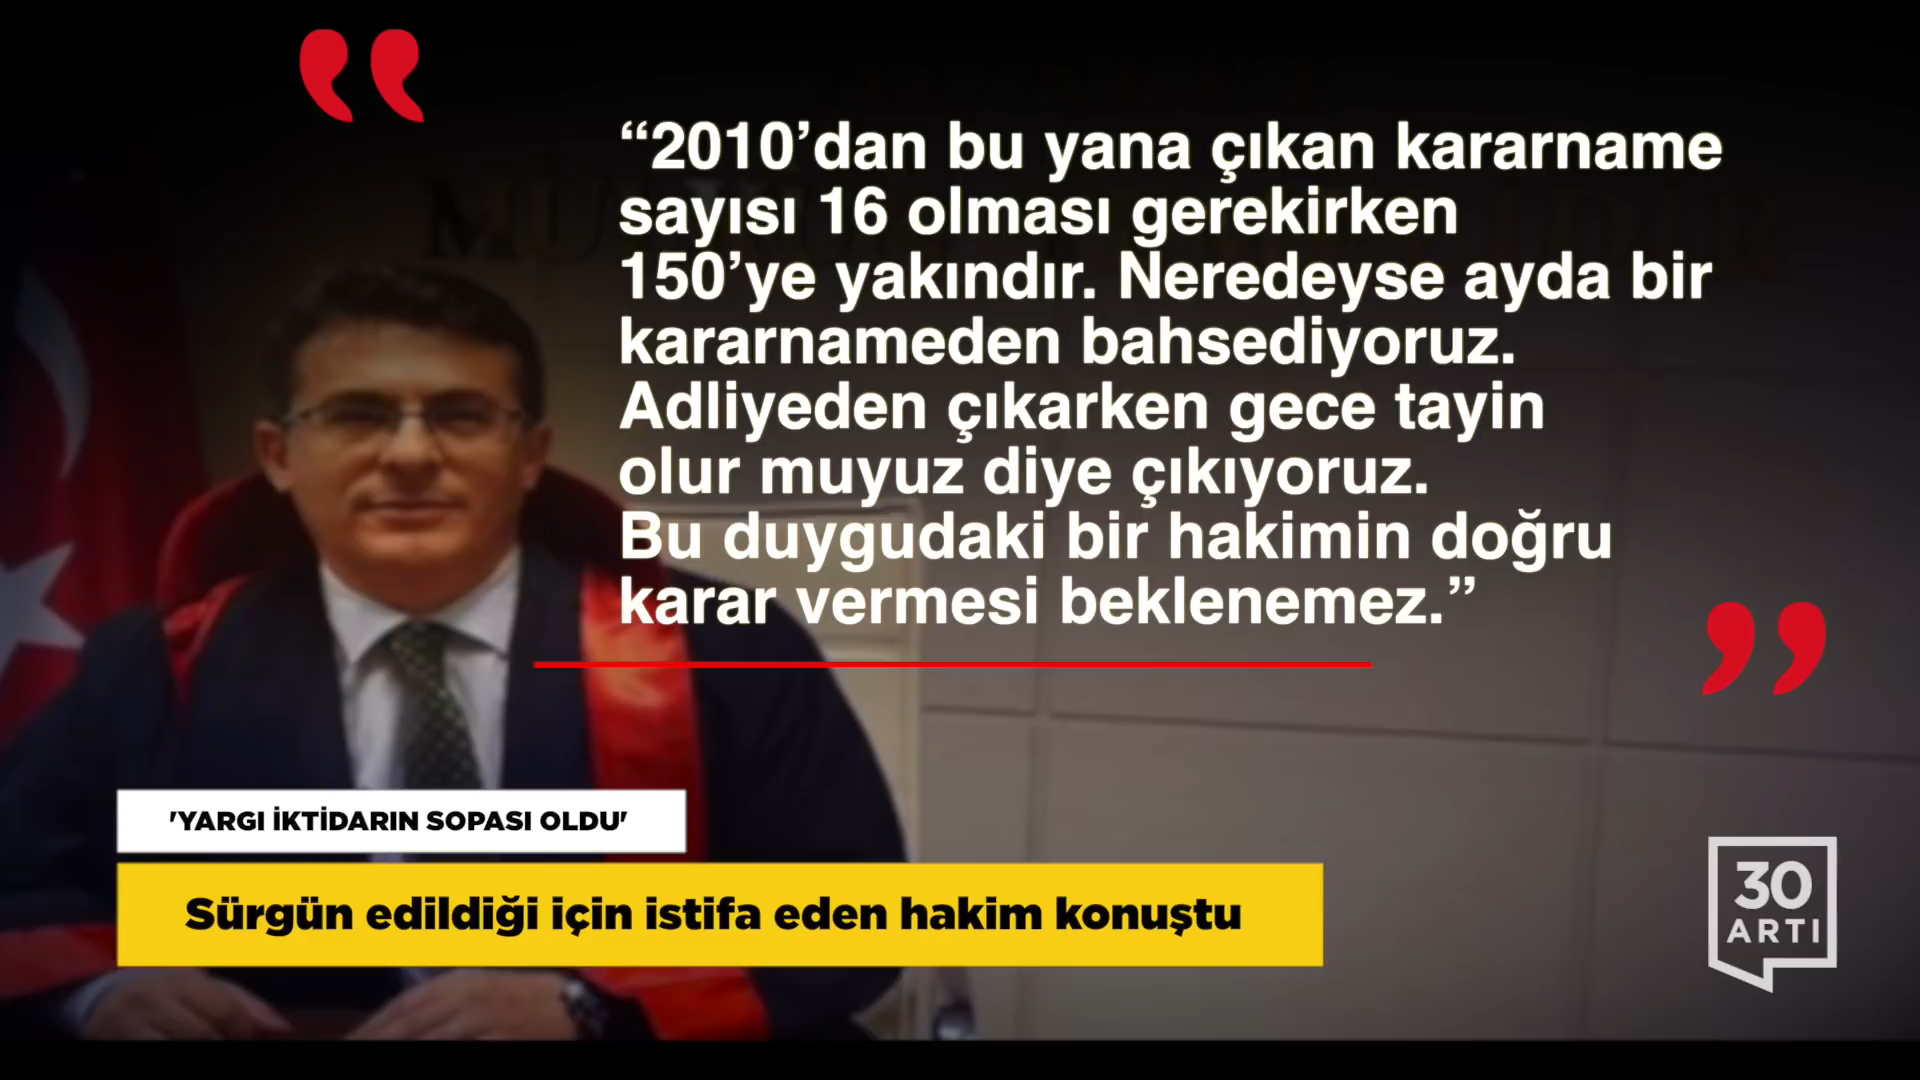 “2010’dan bu yana çıkan kararname
sayısı 16 olması gerekirken
150’ye yakındır. Neredeyse ayda bir
kararnameden bahsediyoruz.
Adliyeden çıkarken gece tayin
olur muyuz diye çıkıyoruz.
Bu duygudaki bir hakimin doğru
karar vermesi beklenemez.”
'YARGI İKTİDARIN SOPASI OLDU'
Sürgün edildiği için istifa eden hakim konuştu
30
ARTI